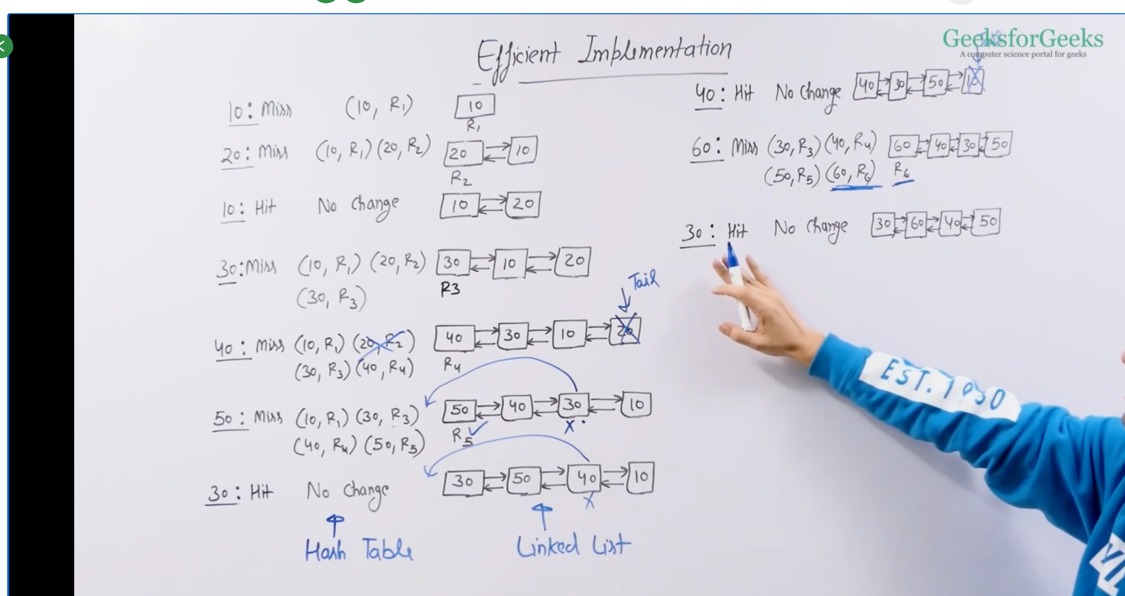 GeeksforGeeks
A computer science portal for geeks
Efficient Implementation
10: Miss (10, R1) 10
R1
20: Miss (10, R1) (20, R2) 20 10
R2
10: Hit No Change 10 20
30: Miss (10, R1) (20, R2) 30 10 20
(30, R3) R3
Tail
40: Miss (10, R1) (20, R2) 40 30 10 20
(30, R3) (40, R4) R4
50: Miss (10, R1) (30, R3) 50 40 30 10
(40, R4) (50, R5) R5 x
30: Hit No Change 30 50 40 10
x
Hash Table Linked List
40: Hit No Change 40 30 50 10
60: Miss (30, R3) (40, R4) 60 40 30 50
(50, R5) (60, R6) R6
30: Hit No Change 30 60 40 50
EST. 1950